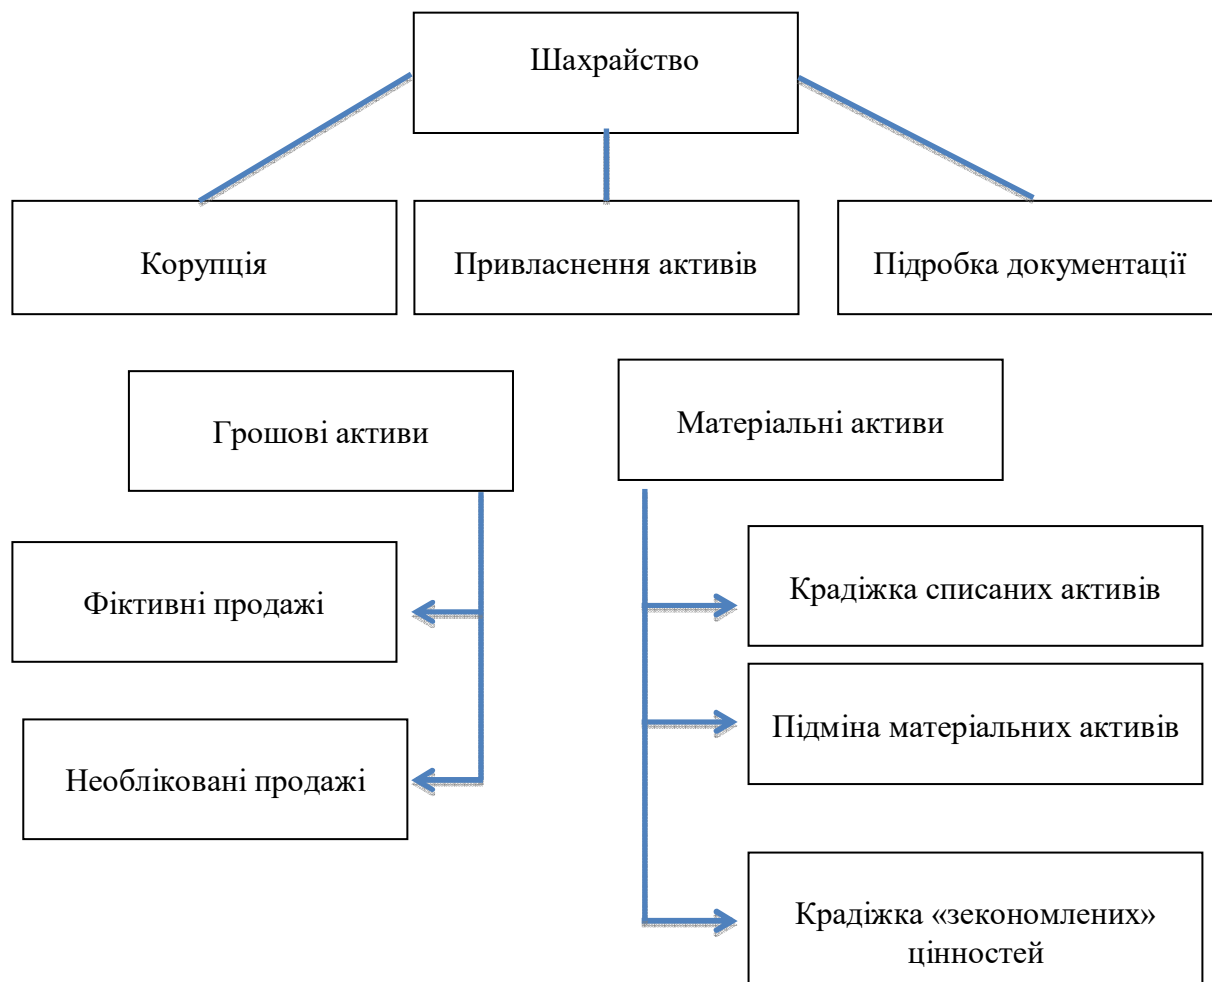 Шахрайство
Корупція
Привласнення активів
Підробка документації
Грошові активи
Матеріальні активи
Фіктивні продажі
Необліковані продажі
Крадіжка списаних активів
Підміна матеріальних активів
Крадіжка «зекономлених»
цінностей